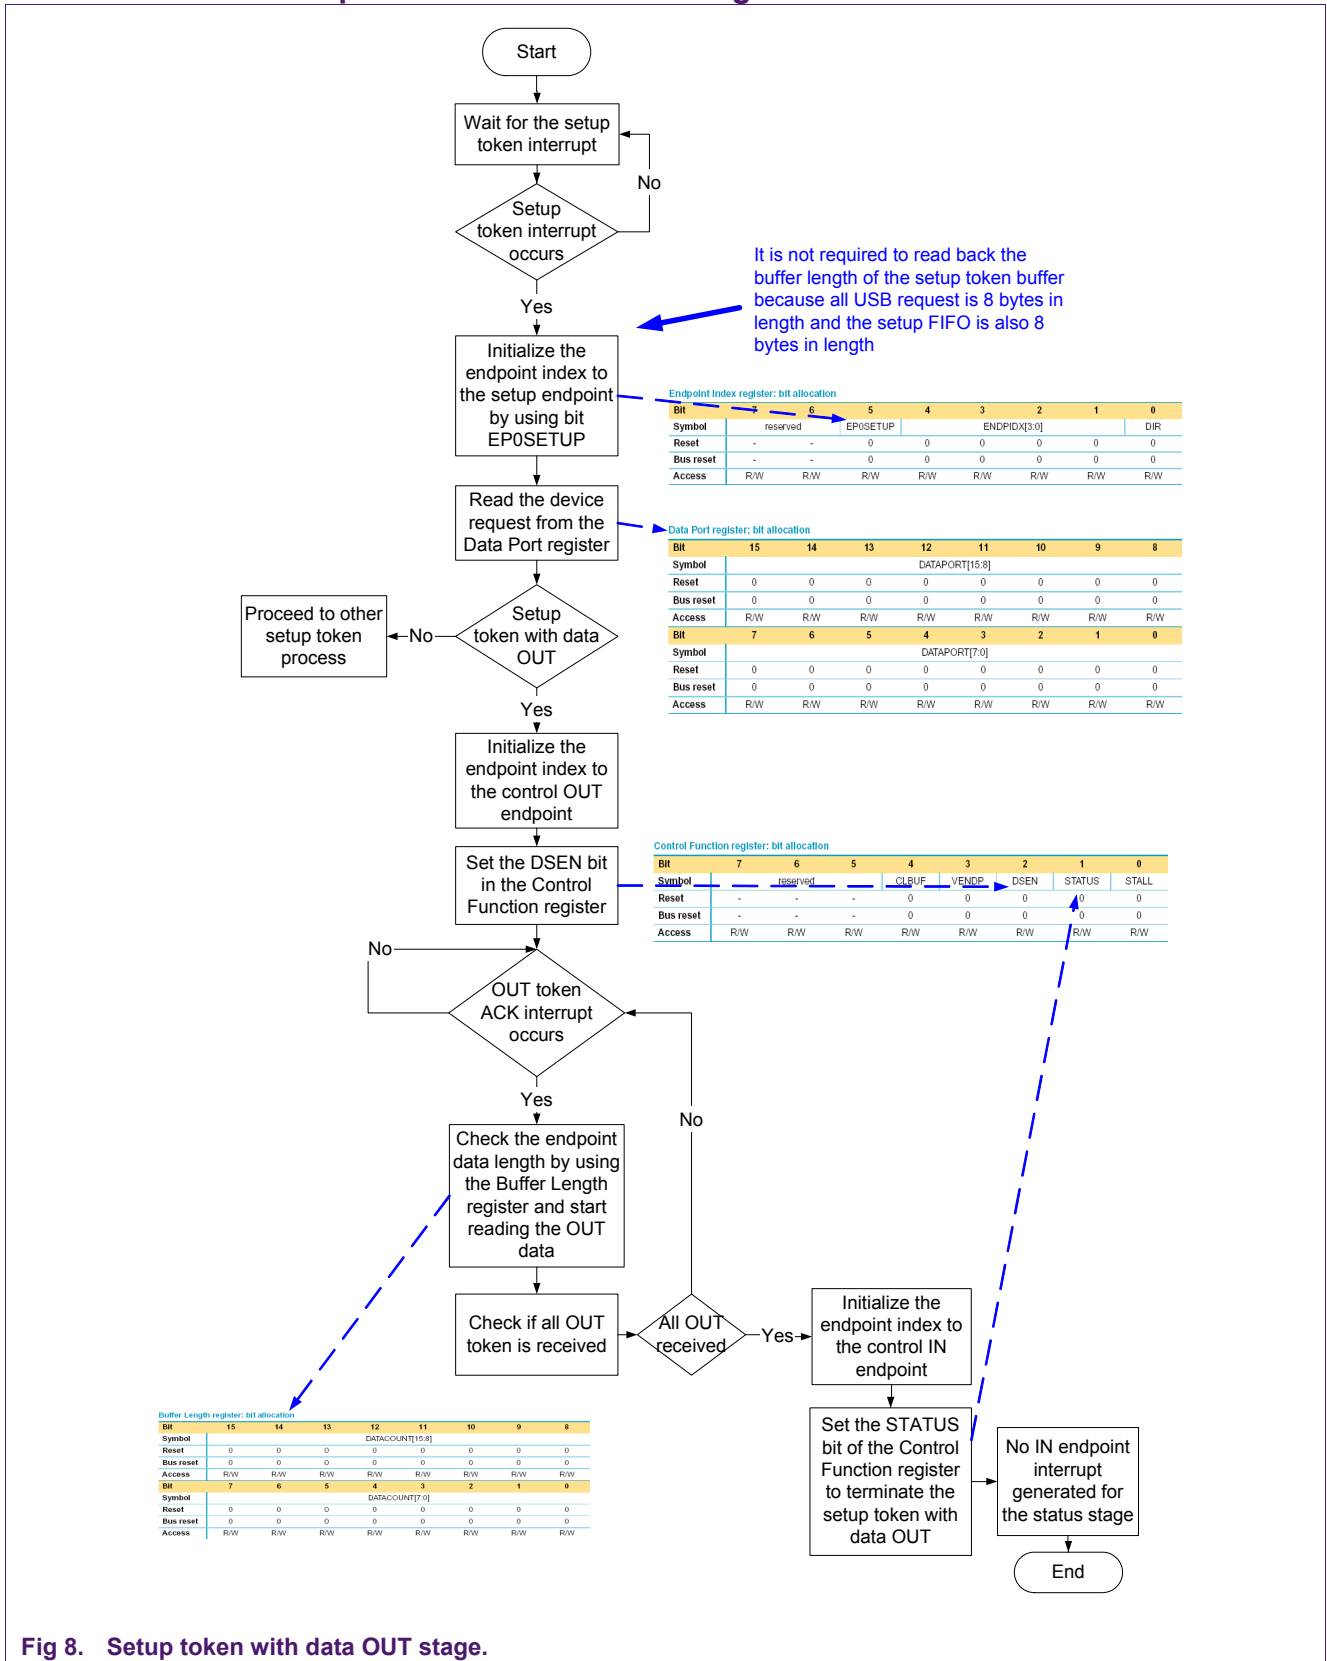 Start
Wait for the setup
token interrupt
No
Setup
token interrupt
occurs
It is not required to read back the
buffer length of the setup token buffer
because all USB request is 8 bytes in
length and the setup FIFO is also 8
bytes in length
Yes
Initialize the
endpoint index to
the setup endpoint
by using bit
EP0SETUP
Endpoint Index register: bit allocation
Bit 7 6 5 4 3 2 1 0
Symbol reserved EP0SETUP ENDPIDX[3:0] DIR
Reset - - 0 0 0 0 0 0
Bus reset - - 0 0 0 0 0 0
Access R/W R/W R/W R/W R/W R/W R/W R/W
Read the device
request from the
Data Port register
Data Port register: bit allocation
Bit 15 14 13 12 11 10 9 8
Symbol DATAPORT[15:8]
Reset 0 0 0 0 0 0 0 0
Bus reset 0 0 0 0 0 0 0 0
Access R/W R/W R/W R/W R/W R/W R/W R/W
Bit 7 6 5 4 3 2 1 0
Symbol DATAPORT[7:0]
Reset 0 0 0 0 0 0 0 0
Bus reset 0 0 0 0 0 0 0 0
Access R/W R/W R/W R/W R/W R/W R/W R/W
Setup
token with data
OUT
No
Proceed to other
setup token
process
Yes
Initialize the
endpoint index to
the control OUT
endpoint
Set the DSEN bit
in the Control
Function register
Control Function register: bit allocation
Bit 7 6 5 4 3 2 1 0
Symbol reserved CLBUF VENDP DSEN STATUS STALL
Reset - - - 0 0 0 0 0
Bus reset - - - 0 0 0 0 0
Access R/W R/W R/W R/W R/W R/W R/W R/W
No
OUT token
ACK interrupt
occurs
Yes
No
Check the endpoint
data length by using
the Buffer Length
register and start
reading the OUT
data
Check if all OUT
token is received
All OUT
received
Yes
Initialize the
endpoint index to
the control IN
endpoint
Buffer Length register: bit allocation
Bit 15 14 13 12 11 10 9 8
Symbol DATACOUNT[15:8]
Reset 0 0 0 0 0 0 0 0
Bus reset 0 0 0 0 0 0 0 0
Access R/W R/W R/W R/W R/W R/W R/W R/W
Bit 7 6 5 4 3 2 1 0
Symbol DATACOUNT[7:0]
Reset 0 0 0 0 0 0 0 0
Bus reset 0 0 0 0 0 0 0 0
Access R/W R/W R/W R/W R/W R/W R/W R/W
Set the STATUS
bit of the Control
Function register
to terminate the
setup token with
data OUT
No IN endpoint
interrupt
generated for
the status stage
End
Fig 8. Setup token with data OUT stage.